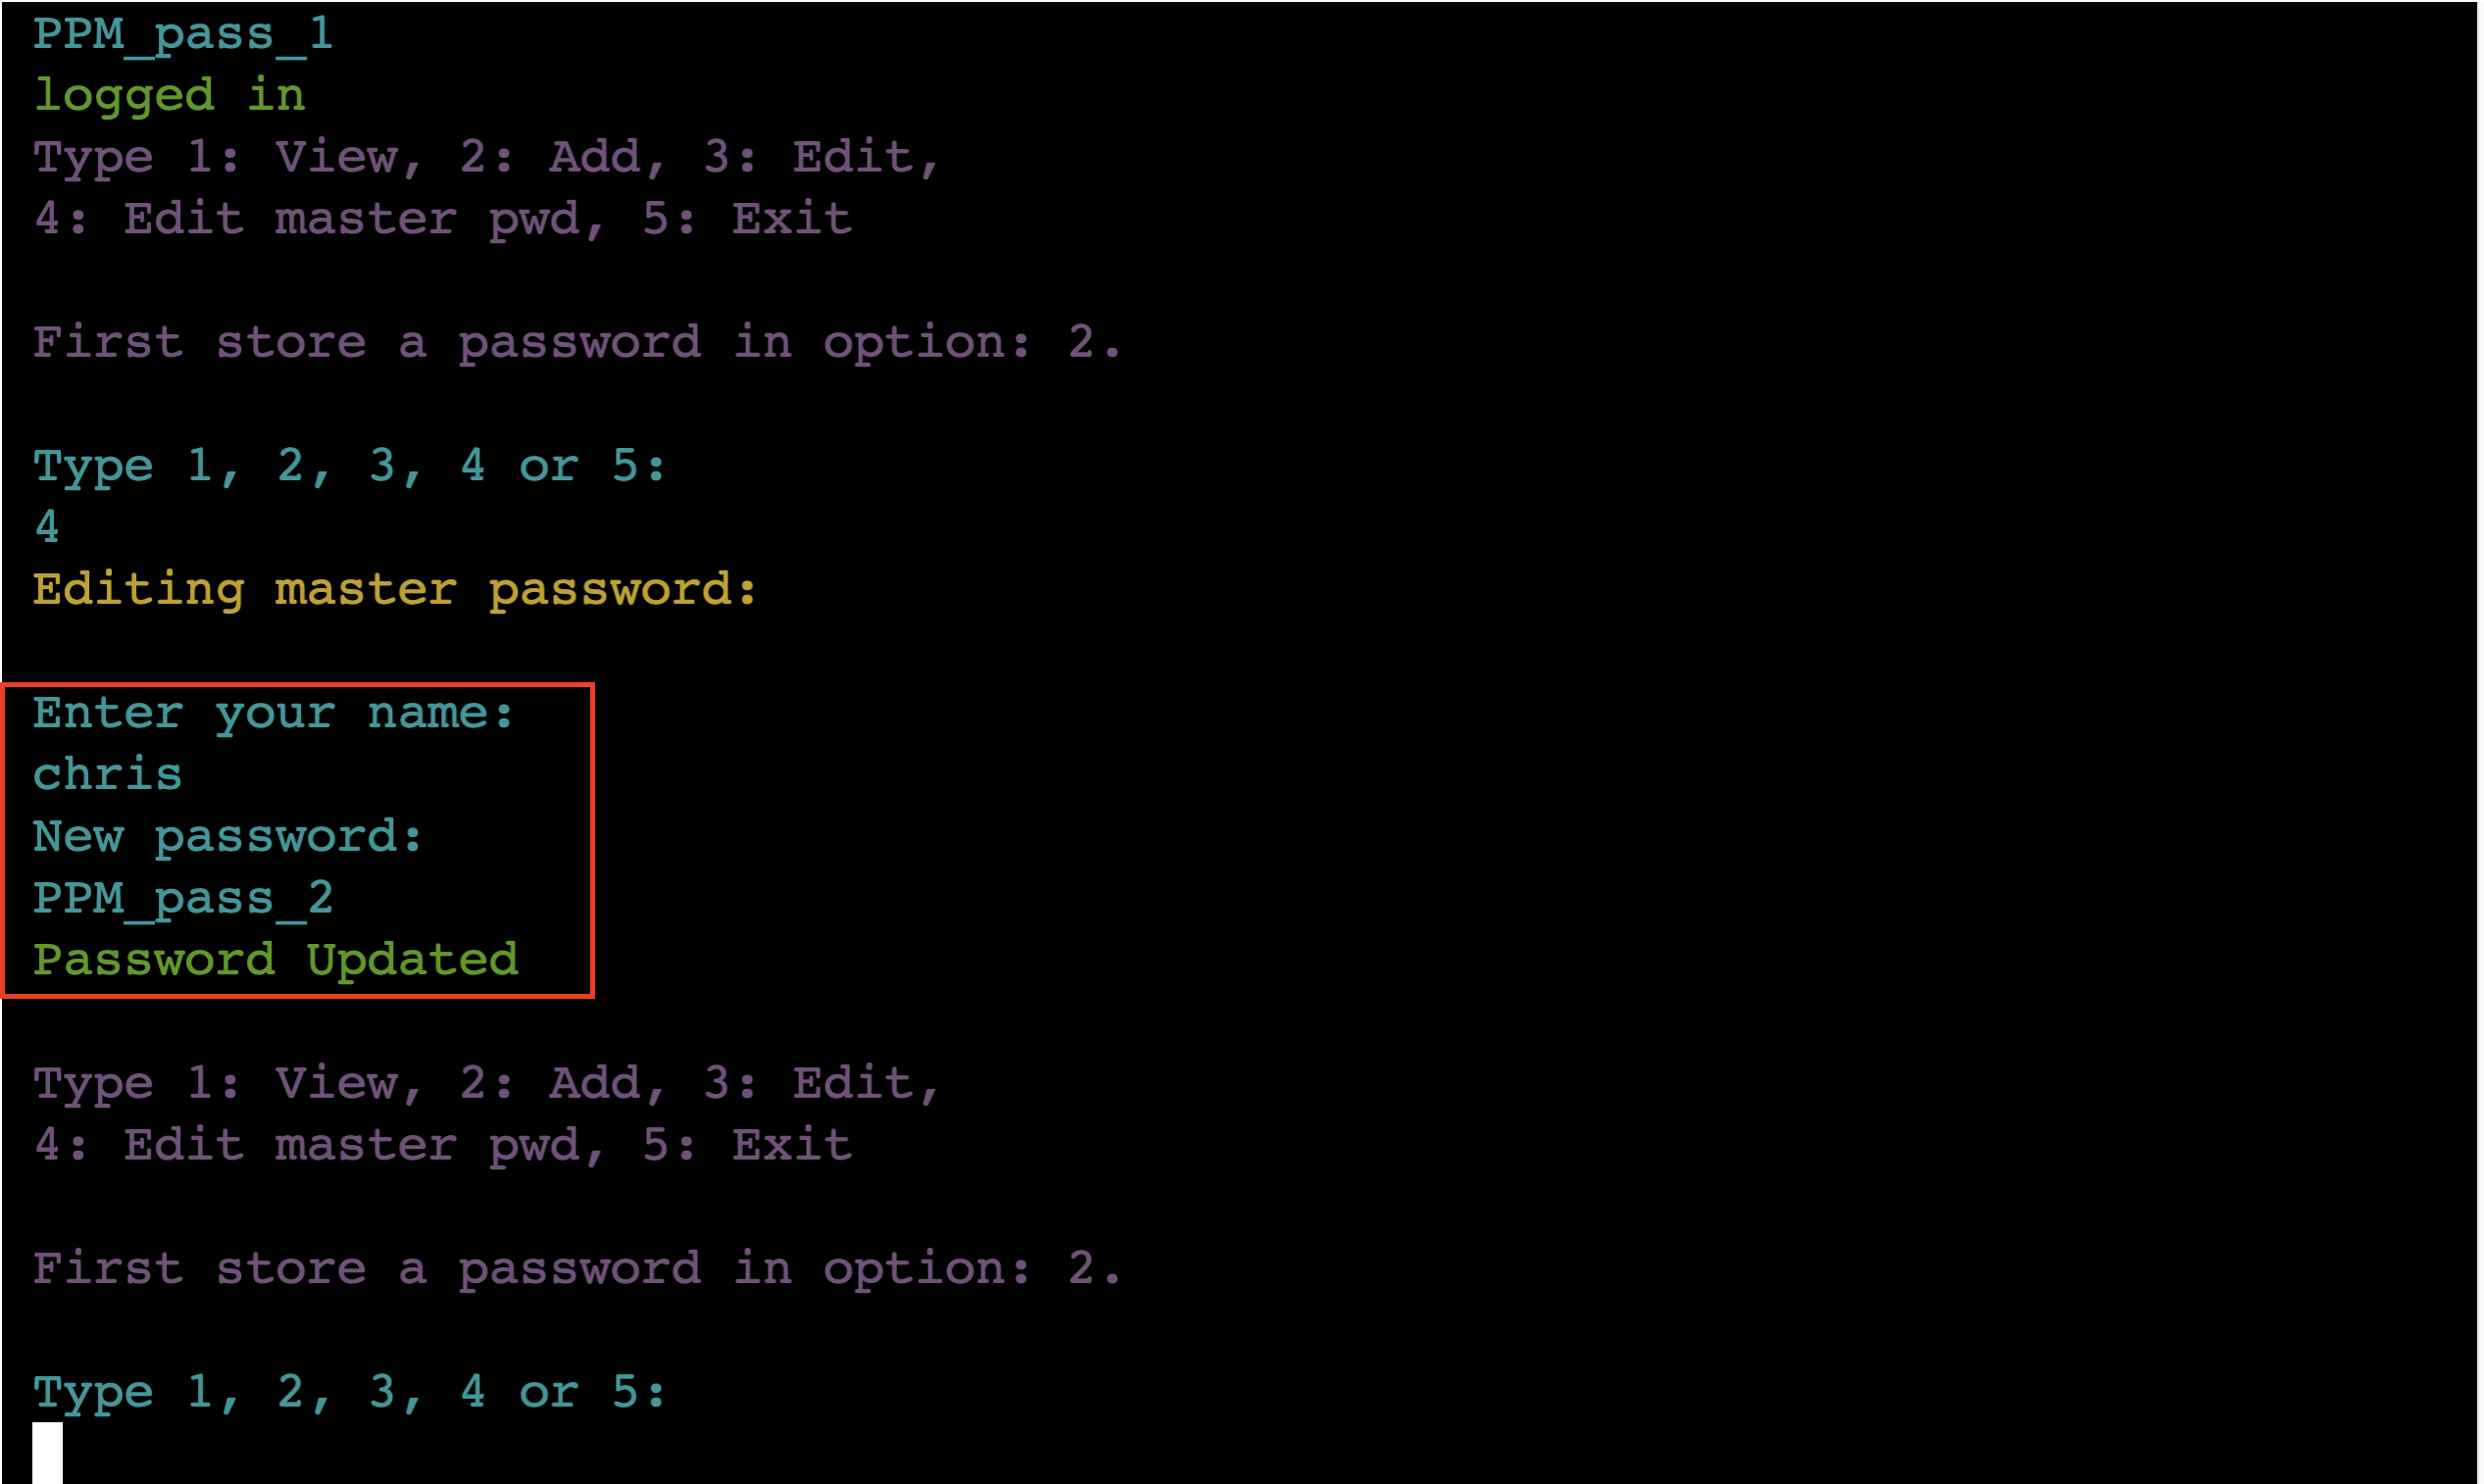 PPM_pass_1
logged in
Type 1: View, 2: Add, 3: Edit,
4: Edit master pwd, 5: Exit
First store a password in option: 2.
Type 1, 2, 3, 4 or 5:
4
Editing master password:
Enter your name:
chris
New password:
PPM_pass_2
Password Updated
Type 1: View, 2: Add, 3: Edit,
4: Edit master pwd, 5: Exit
First store a password in option: 2.
Type 1, 2, 3, 4 or 5: